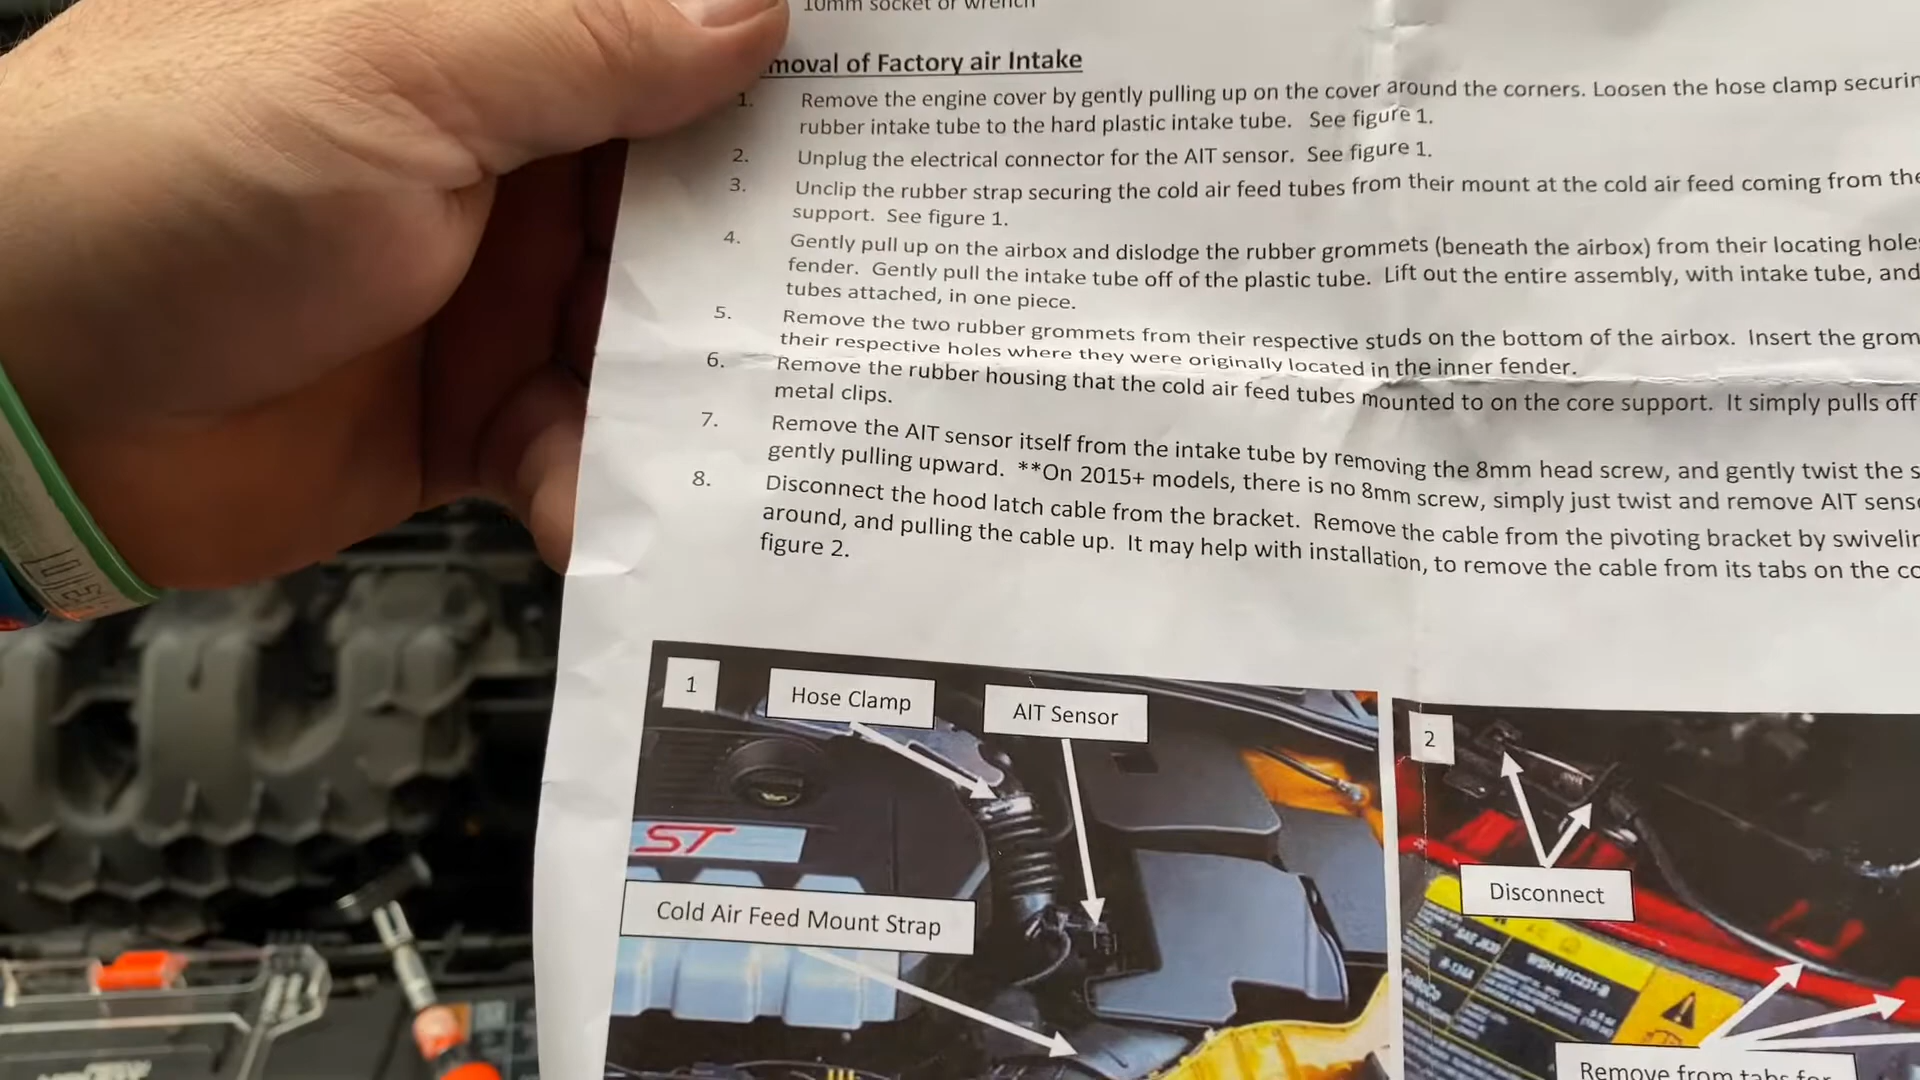 10mm socket or wrench
moval of Factory air Intake
1. Remove the engine cover by gently pulling up on the cover around the corners. Loosen the hose clamp securin
rubber intake tube to the hard plastic intake tube. See figure 1.
2. Unplug the electrical connector for the AIT sensor. See figure 1.
3. Unclip the rubber strap securing the cold air feed tubes from their mount at the cold air feed coming from the
support. See figure 1.
4. Gently pull up on the airbox and dislodge the rubber grommets (beneath the airbox) from their locating hole
fender. Gently pull the intake tube off of the plastic tube. Lift out the entire assembly, with intake tube, and
tubes attached, in one piece.
5. Remove the two rubber grommets from their respective studs on the bottom of the airbox. Insert the grom
their respective holes where they were originally located in the inner fender.
6. Remove the rubber housing that the cold air feed tubes mounted to on the core support. It simply pulls off
metal clips.
7. Remove the AIT sensor itself from the intake tube by removing the 8mm head screw, and gently twist the s
gently pulling upward. **On 2015+ models, there is no 8mm screw, simply just twist and remove AIT sens
8. Disconnect the hood latch cable from the bracket. Remove the cable from the pivoting bracket by swivelin
around, and pulling the cable up. It may help with installation, to remove the cable from its tabs on the co
figure 2.
1
Hose Clamp
AIT Sensor
ST
Cold Air Feed Mount Strap
2
Disconnect
Remove from tabs for